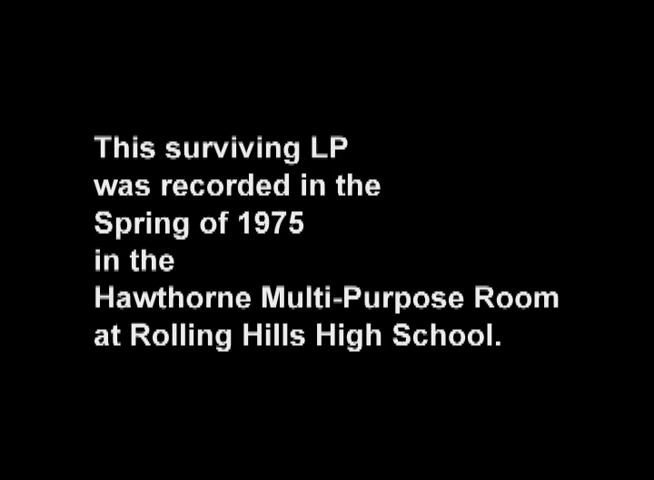 This surviving LP
was recorded in the
Spring of 1975
in the
Hawthorne Multi-Purpose Room
at Rolling Hills High School.